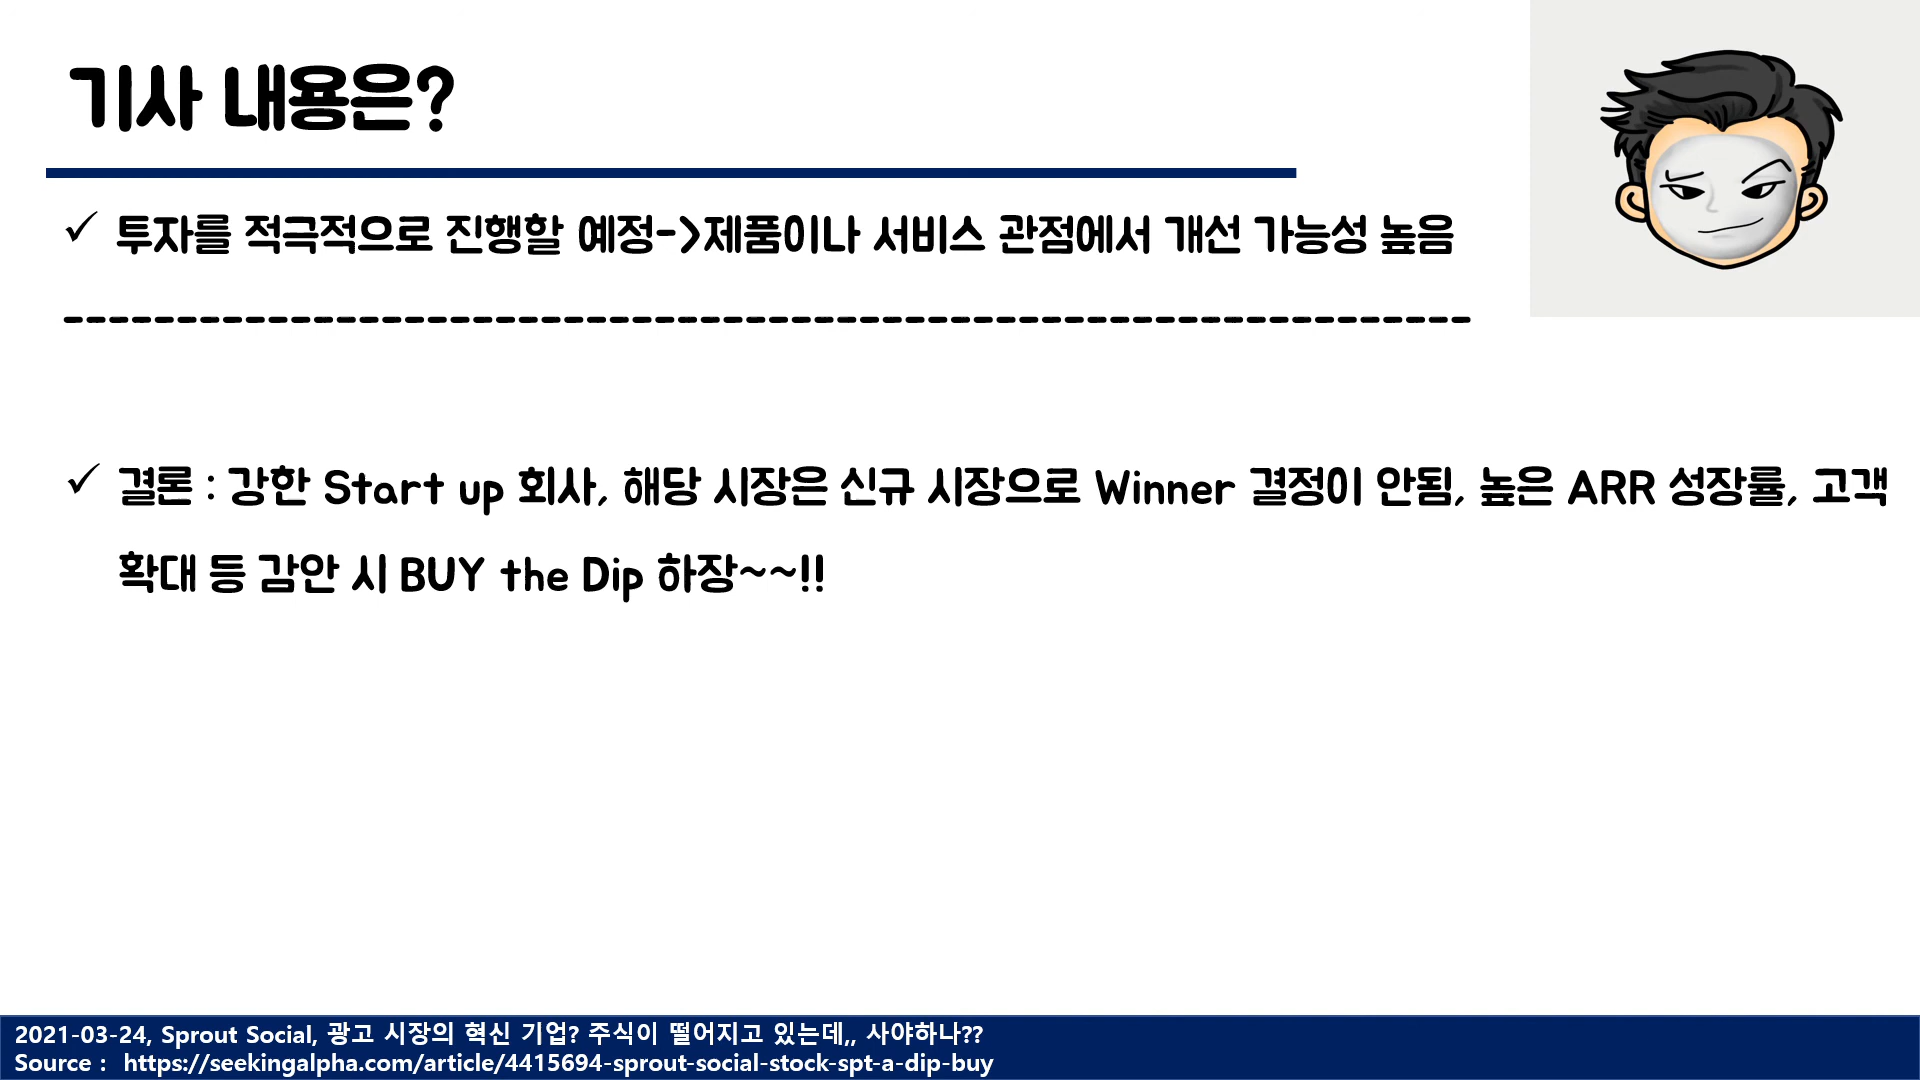 기사 내용은?
✓ 투자를 적극적으로 진행할 예정->제품이나 서비스 관점에서 개선 가능성 높음
--------------------------------------------------------------
✓ 결론 : 강한 Start up 회사, 해당 시장은 신규 시장으로 Winner 결정이 안됨, 높은 ARR 성장률, 고객
확대 등 감안 시 BUY the Dip 하장~~!!
2021-03-24, Sprout Social, 광고 시장의 혁신 기업? 주식이 떨어지고 있는데,, 사야하나??
Source : https://seekingalpha.com/article/4415694-sprout-social-stock-spt-a-dip-buy